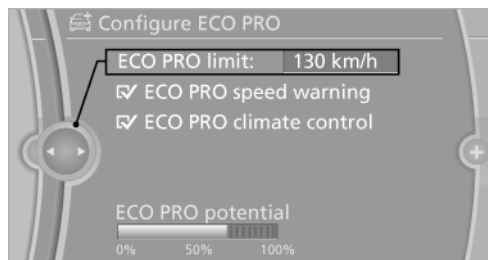 Configure ECO PRO
ECO PRO limit: 130 km/h
ECO PRO speed warning
ECO PRO climate control
ECO PRO potential
0% 50% 100%